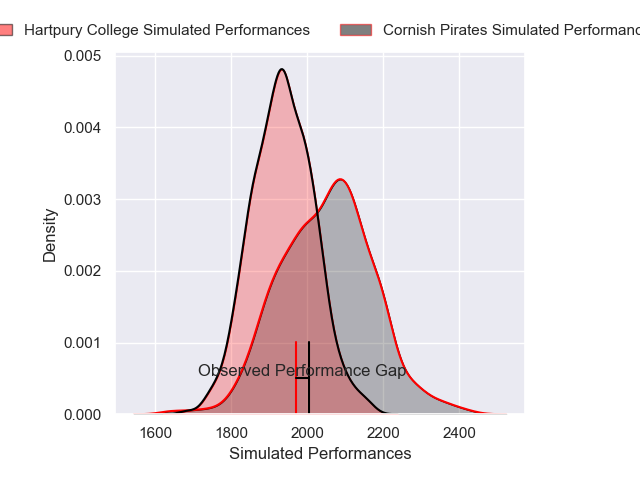 Hartpury College Simulated Performances
Cornish Pirates Simulated Performanc
0.005
0.004
0.003
0.002
0.001
0.000
Density
Observed Performance Gap
1600 1800 2000 2200 2400
Simulated Performances